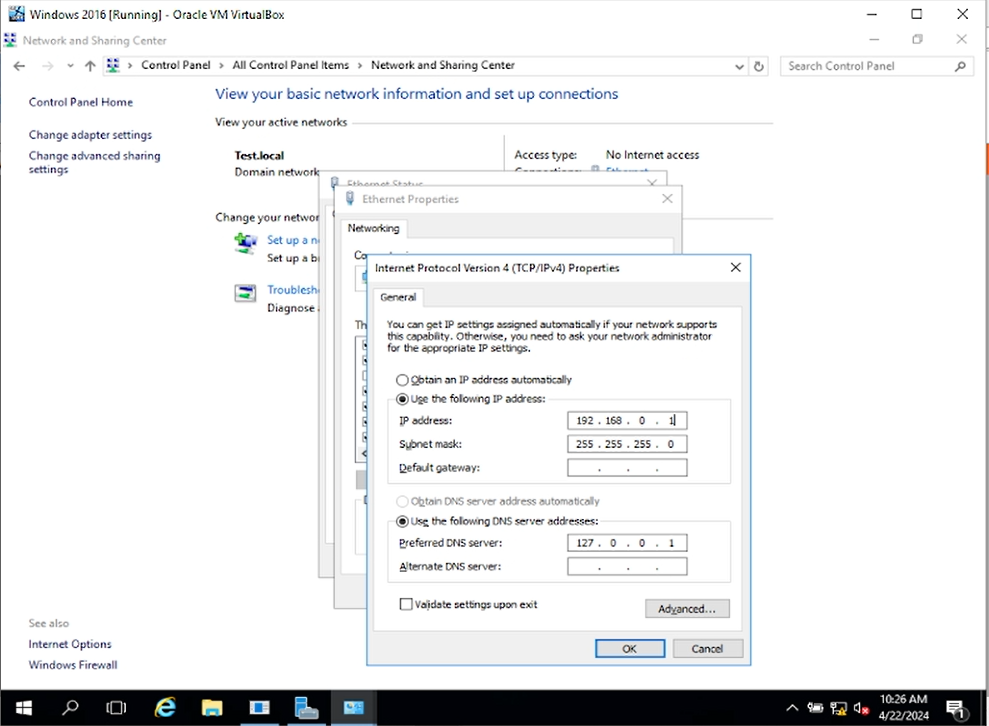 Windows 2016 [Running] - Oracle VM VirtualBox
Network and Sharing Center
Control Panel > All Control Panel Items > Network and Sharing Center
Search Control Panel
Control Panel Home
Change adapter settings
Change advanced sharing
settings
View your basic network information and set up connections
View your active networks
Test.local
Domain network
Access type: No Internet access
Ethernet Status
Ethernet Properties
Networking
Change your networ
Set up a n
Set up a b
Troublesh
Diagnose
Internet Protocol Version 4 (TCP/IPv4) Properties
General
You can get IP settings assigned automatically if your network supports
this capability. Otherwise, you need to ask your network administrator
for the appropriate IP settings.
Obtain an IP address automatically
Use the following IP address:
IP address: 192 . 168 . 0 . 1
Subnet mask: 255 . 255 . 255 . 0
Default gateway: . . .
Obtain DNS server address automatically
Use the following DNS server addresses:
Preferred DNS server: 127 . 0 . 0 . 1
Alternate DNS server: . . .
Validate settings upon exit
Advanced...
OK
Cancel
See also
Internet Options
Windows Firewall
10:26 AM
4/22/2024
1